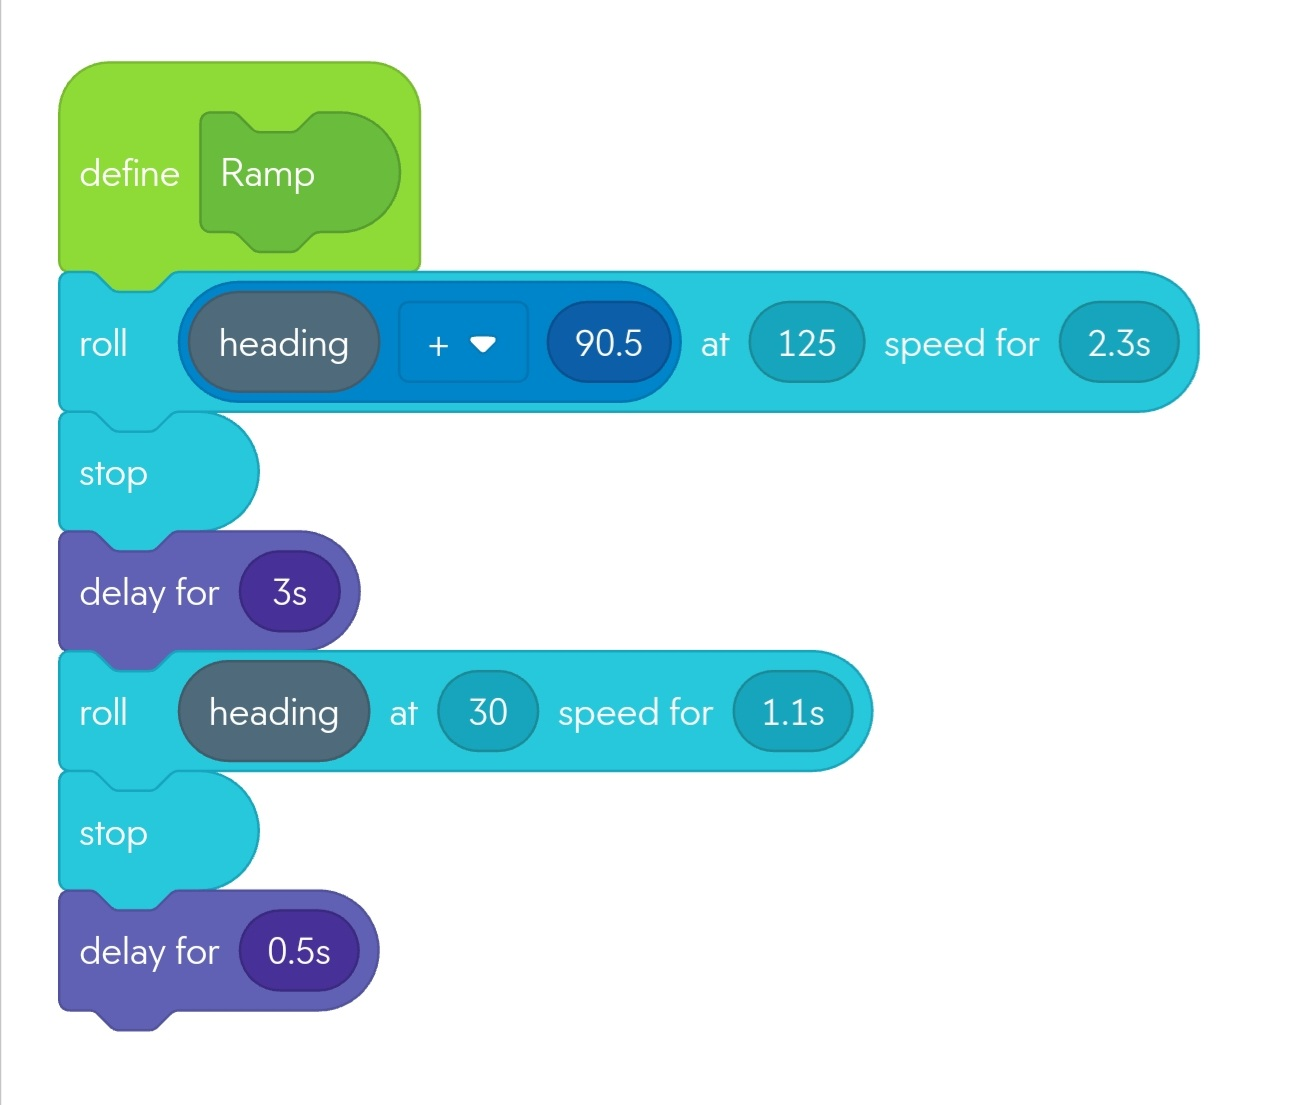 define Ramp
roll heading + 90.5 at 125 speed for 2.3s
stop
delay for 3s
roll heading at 30 speed for 1.1s
stop
delay for 0.5s